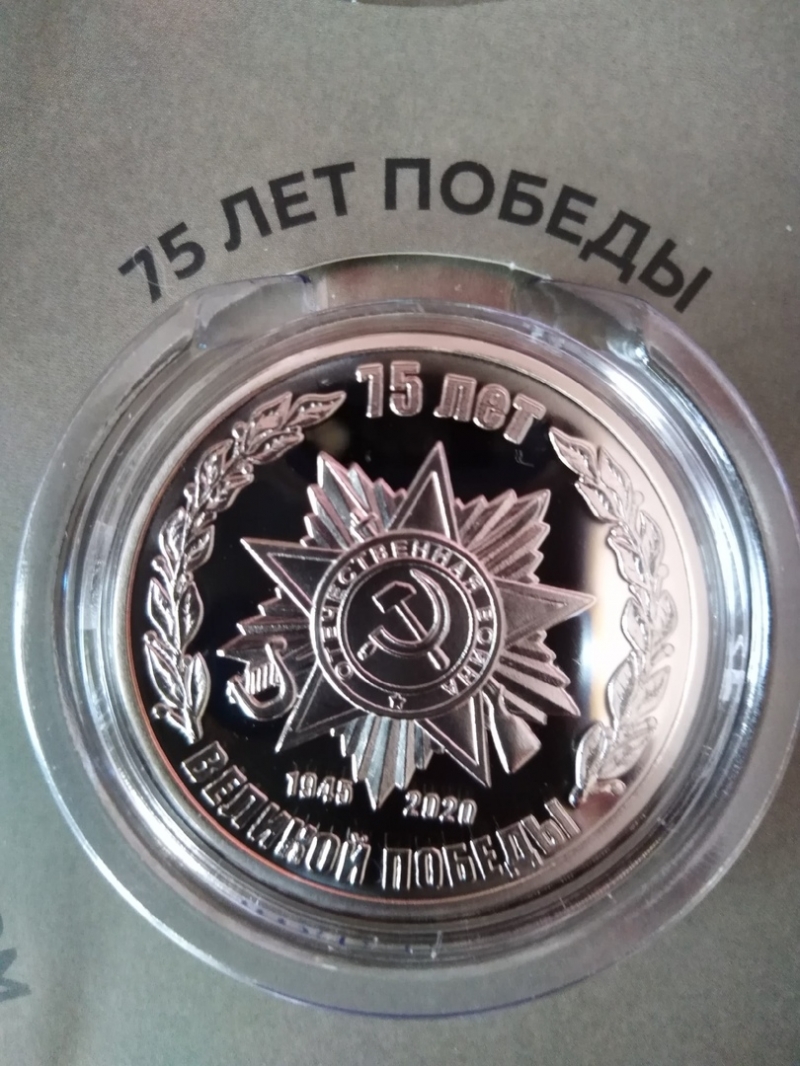 75 ЛЕТ ПОБЕДЫ
75 лет
ОТЕЧЕСТВЕННАЯ ВОЙНА
1945 2020
ВЕЛИКОЙ ПОБЕДЫ